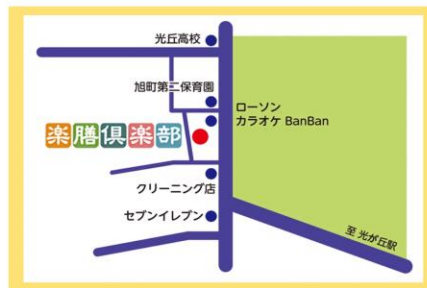 光丘高校
旭町第二保育園
ローソン
カラオケ BanBan
楽膳倶楽部
クリーニング店
セブンイレブン
至 光が丘駅